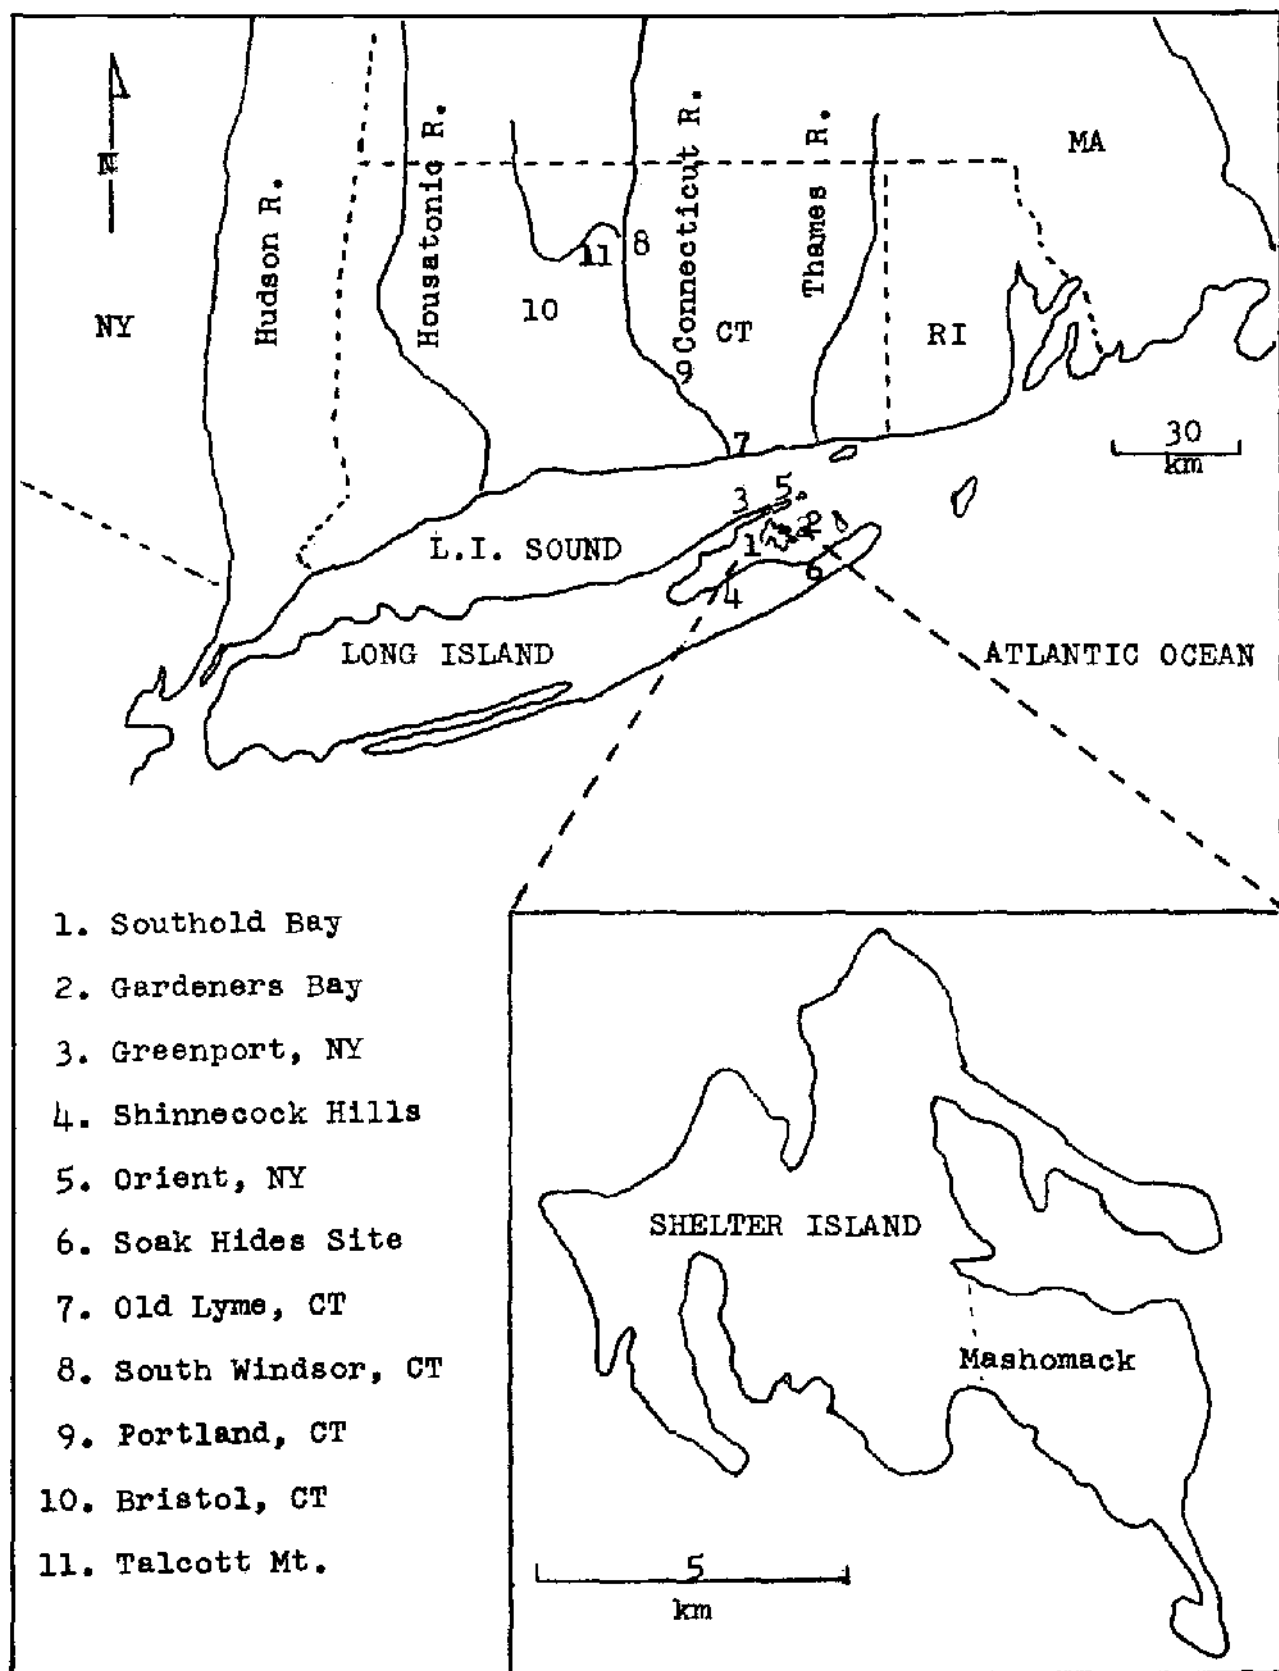 N
NY
Hudson R.
Housatonic R.
Connecticut R.
Thames R.
MA
CT
RI
11
8
10
9
7
30
km
3
5
2
1
6
4
L.I. SOUND
LONG ISLAND
ATLANTIC OCEAN
1. Southold Bay
2. Gardeners Bay
3. Greenport, NY
4. Shinnecock Hills
5. Orient, NY
6. Soak Hides Site
7. Old Lyme, CT
8. South Windsor, CT
9. Portland, CT
10. Bristol, CT
11. Talcott Mt.
SHELTER ISLAND
Mashomack
5
km